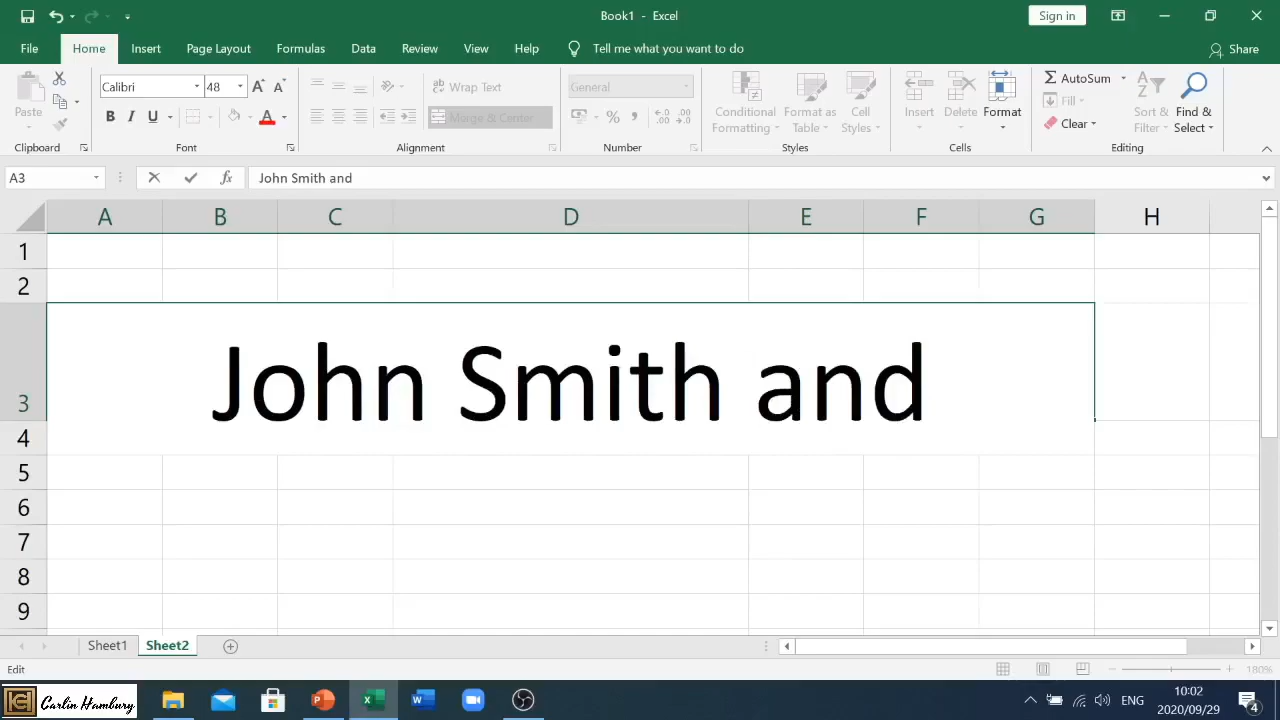 Book1 - Excel
Sign in
File Home Insert Page Layout Formulas Data Review View Help Tell me what you want to do Share
Paste
Calibri 48
A A
B I U A
Wrap Text
Merge & Center
General
% ,
Conditional Formatting
Format as Table
Cell Styles
Insert Delete Format
AutoSum
Fill
Clear
Sort & Filter
Find & Select
Clipboard Font Alignment Number Styles Cells Editing
A3 fx John Smith and
A B C D E F G H
1
2
3 John Smith and
4
5
6
7
8
9
Sheet1 Sheet2
Edit 180%
Carlin Hambury ENG 10:02
2020/09/29 4